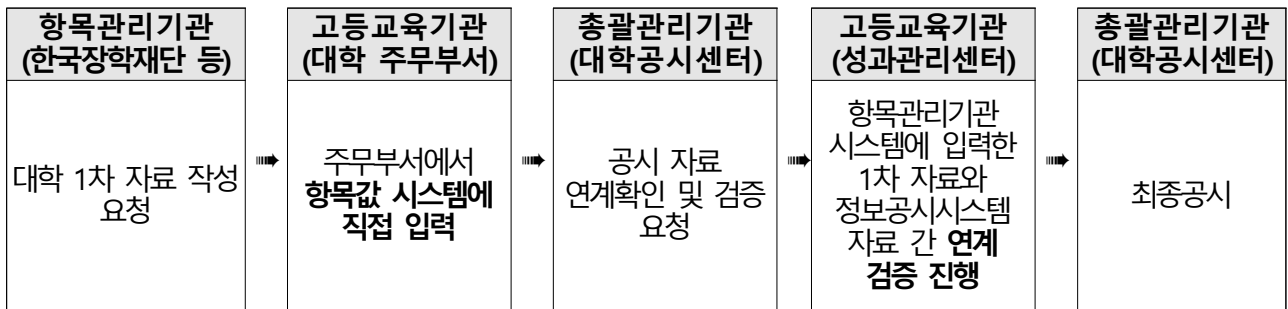 항목관리기관
(한국장학재단 등)
대학 1차 자료 작성
요청
➠
고등교육기관
(대학 주무부서)
주무부서에서
항목값 시스템에
직접 입력
➠
총괄관리기관
(대학공시센터)
공시 자료
연계확인 및 검증
요청
➠
고등교육기관
(성과관리센터)
항목관리기관
시스템에 입력한
1차 자료와
정보공시시스템
자료 간 연계
검증 진행
➠
총괄관리기관
(대학공시센터)
최종공시